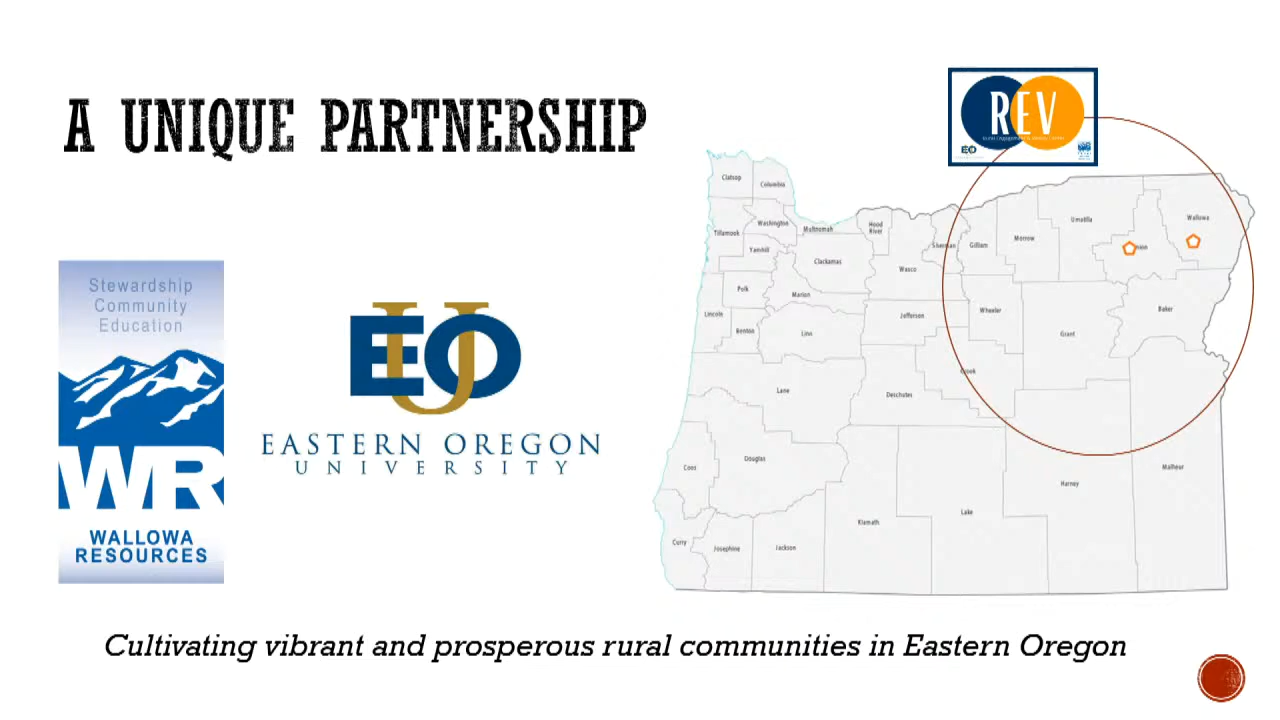 A UNIQUE PARTNERSHIP
REV
EO
Stewardship
Community
Education
WR
WALLOWA
RESOURCES
EOU
EASTERN OREGON
UNIVERSITY
Clatsop
Columbia
Tillamook
Washington
Multnomah
Hood
River
Sherman
Gilliam
Morrow
Umatilla
Union
Wallowa
Yamhill
Clackamas
Wasco
Polk
Marion
Lincoln
Benton
Linn
Jefferson
Wheeler
Grant
Baker
Lane
Deschutes
Crook
Coos
Douglas
Klamath
Lake
Harney
Malheur
Curry
Josephine
Jackson
Cultivating vibrant and prosperous rural communities in Eastern Oregon